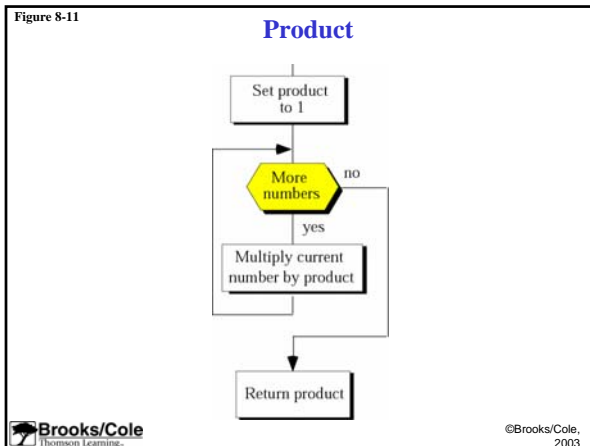 Figure 8-11
Product
Set product
to 1
More
numbers
no
yes
Multiply current
number by product
Return product
Brooks/Cole
Thomson Learning™
©Brooks/Cole,
2003